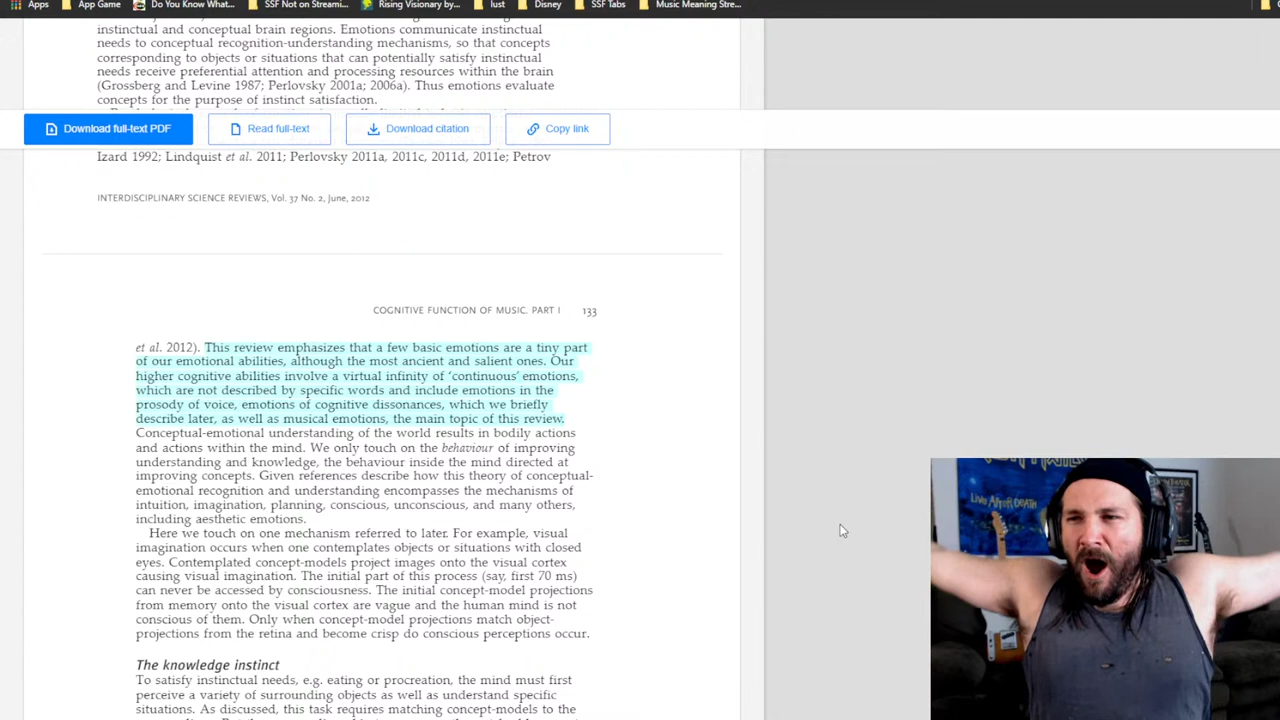 Apps App Game Do You Know What... SSF Not on Streami... Rising Visionary by... lust Disney SSF Tabs Music Meaning Stre...
instinctual and conceptual brain regions. Emotions communicate instinctual
needs to conceptual recognition-understanding mechanisms, so that concepts
corresponding to objects or situations that can potentially satisfy instinctual
needs receive preferential attention and processing resources within the brain
(Grossberg and Levine 1987; Perlovsky 2001a; 2006a). Thus emotions evaluate
concepts for the purpose of instinct satisfaction.
Download full-text PDF Read full-text Download citation Copy link
Izard 1992; Lindquist et al. 2011; Perlovsky 2011a, 2011c, 2011d, 2011e; Petrov
INTERDISCIPLINARY SCIENCE REVIEWS, Vol. 37 No. 2, June, 2012
COGNITIVE FUNCTION OF MUSIC. PART I 133
et al. 2012). This review emphasizes that a few basic emotions are a tiny part
of our emotional abilities, although the most ancient and salient ones. Our
higher cognitive abilities involve a virtual infinity of ‘continuous’ emotions,
which are not described by specific words and include emotions in the
prosody of voice, emotions of cognitive dissonances, which we briefly
describe later, as well as musical emotions, the main topic of this review.
Conceptual-emotional understanding of the world results in bodily actions
and actions within the mind. We only touch on the behaviour of improving
understanding and knowledge, the behaviour inside the mind directed at
improving concepts. Given references describe how this theory of conceptual-
emotional recognition and understanding encompasses the mechanisms of
intuition, imagination, planning, conscious, unconscious, and many others,
including aesthetic emotions.
Here we touch on one mechanism referred to later. For example, visual
imagination occurs when one contemplates objects or situations with closed
eyes. Contemplated concept-models project images onto the visual cortex
causing visual imagination. The initial part of this process (say, first 70 ms)
can never be accessed by consciousness. The initial concept-model projections
from memory onto the visual cortex are vague and the human mind is not
conscious of them. Only when concept-model projections match object-
projections from the retina and become crisp do conscious perceptions occur.
The knowledge instinct
To satisfy instinctual needs, e.g. eating or procreation, the mind must first
perceive a variety of surrounding objects as well as understand specific
situations. As discussed, this task requires matching concept-models to the
LIVE AFTER DEATH